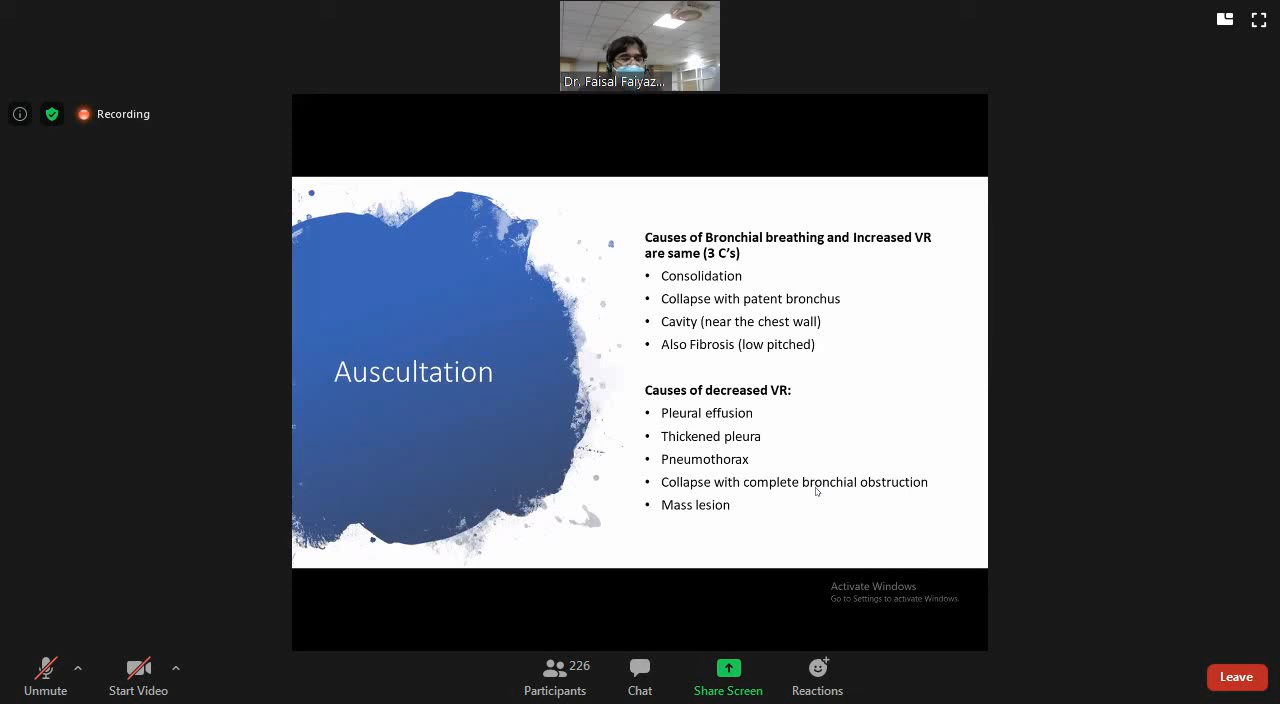 Dr. Faisal Faiyaz...
Recording
Auscultation
Causes of Bronchial breathing and Increased VR
are same (3 C’s)
• Consolidation
• Collapse with patent bronchus
• Cavity (near the chest wall)
• Also Fibrosis (low pitched)
Causes of decreased VR:
• Pleural effusion
• Thickened pleura
• Pneumothorax
• Collapse with complete bronchial obstruction
• Mass lesion
Activate Windows
Go to Settings to activate Windows.
Unmute
Start Video
226
Participants
Chat
Share Screen
Reactions
Leave